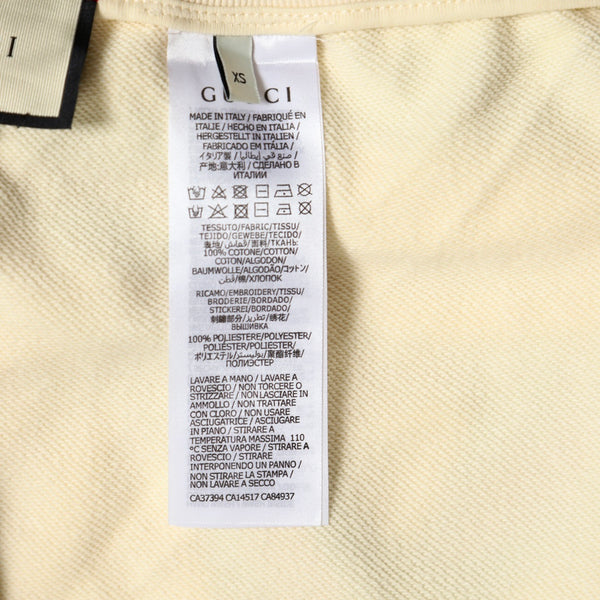 I
XS
GUCCI
MADE IN ITALY / FABRIQUÉ EN
ITALIE / HECHO EN ITALIA /
HERGESTELLT IN ITALIEN /
FABRICADO EM ITÁLIA /
イタリア製 / صنع في إيطاليا /
产地:意大利 / СДЕЛАНО В
ИТАЛИИ
TESSUTO/FABRIC/TISSU/
TEJIDO/GEWEBE/TECIDO/
表地/قماش/面料/ТКАНЬ:
100% COTONE/COTTON/
COTON/ALGODON/
BAUMWOLLE/ALGODÃO/コットン/
قطن/棉/ХЛОПОК
RICAMO/EMBROIDERY/TISSU/
BRODERIE/BORDADO/
STICKEREI/BORDADO/
刺繍部分/تطريز/绣花/
ВЫШИВКА
100% POLIESTERE/POLYESTER/
POLIÉSTER/POLYESTER/
ポリエステル/بوليستر/聚酯纤维/
ПОЛИЭСТЕР
LAVARE A MANO / LAVARE A
ROVESCIO / NON TORCERE O
STRIZZARE / NON LASCIARE IN
AMMOLLO / NON TRATTARE
CON CLORO / NON USARE
ASCIUGATRICE / ASCIUGARE
IN PIANO / STIRARE A
TEMPERATURA MASSIMA 110
°C SENZA VAPORE / STIRARE
A ROVESCIO / STIRARE
INTERPONENDO UN PANNO /
NON STIRARE LA STAMPA /
NON LAVARE A SECCO
CA37394 CA14517 CA84937